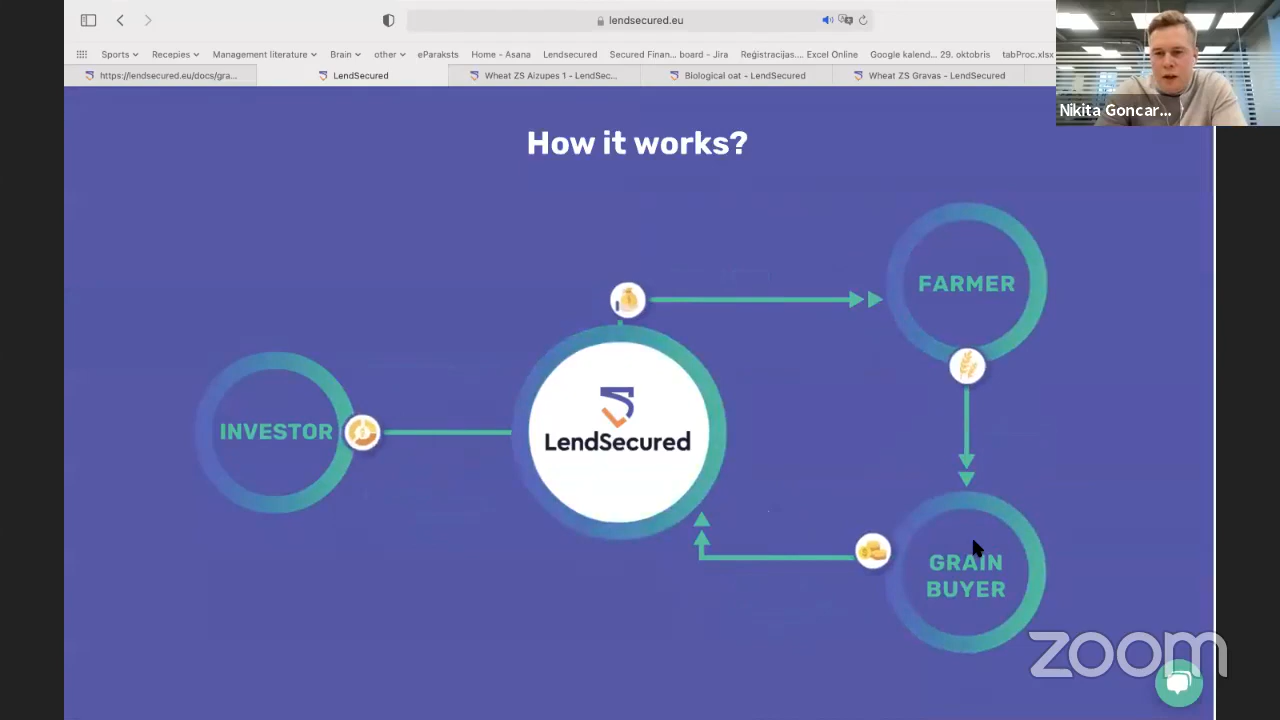 lendsecured.eu
Sports Recepies Management literature Brain other eParaksts Home - Asana Lendsecured Secured Finan... board - Jira Reģistrācijas... Excel Online Google kalend... 29. oktobris tabProc.xlsx
https://lendsecured.eu/docs/gra... LendSecured Wheat ZS Aizupes 1 - LendSec... Biological oat - LendSecured Wheat ZS Gravas - LendSecured
Nikita Goncar...
How it works?
FARMER
INVESTOR
LendSecured
GRAIN
BUYER
zoom